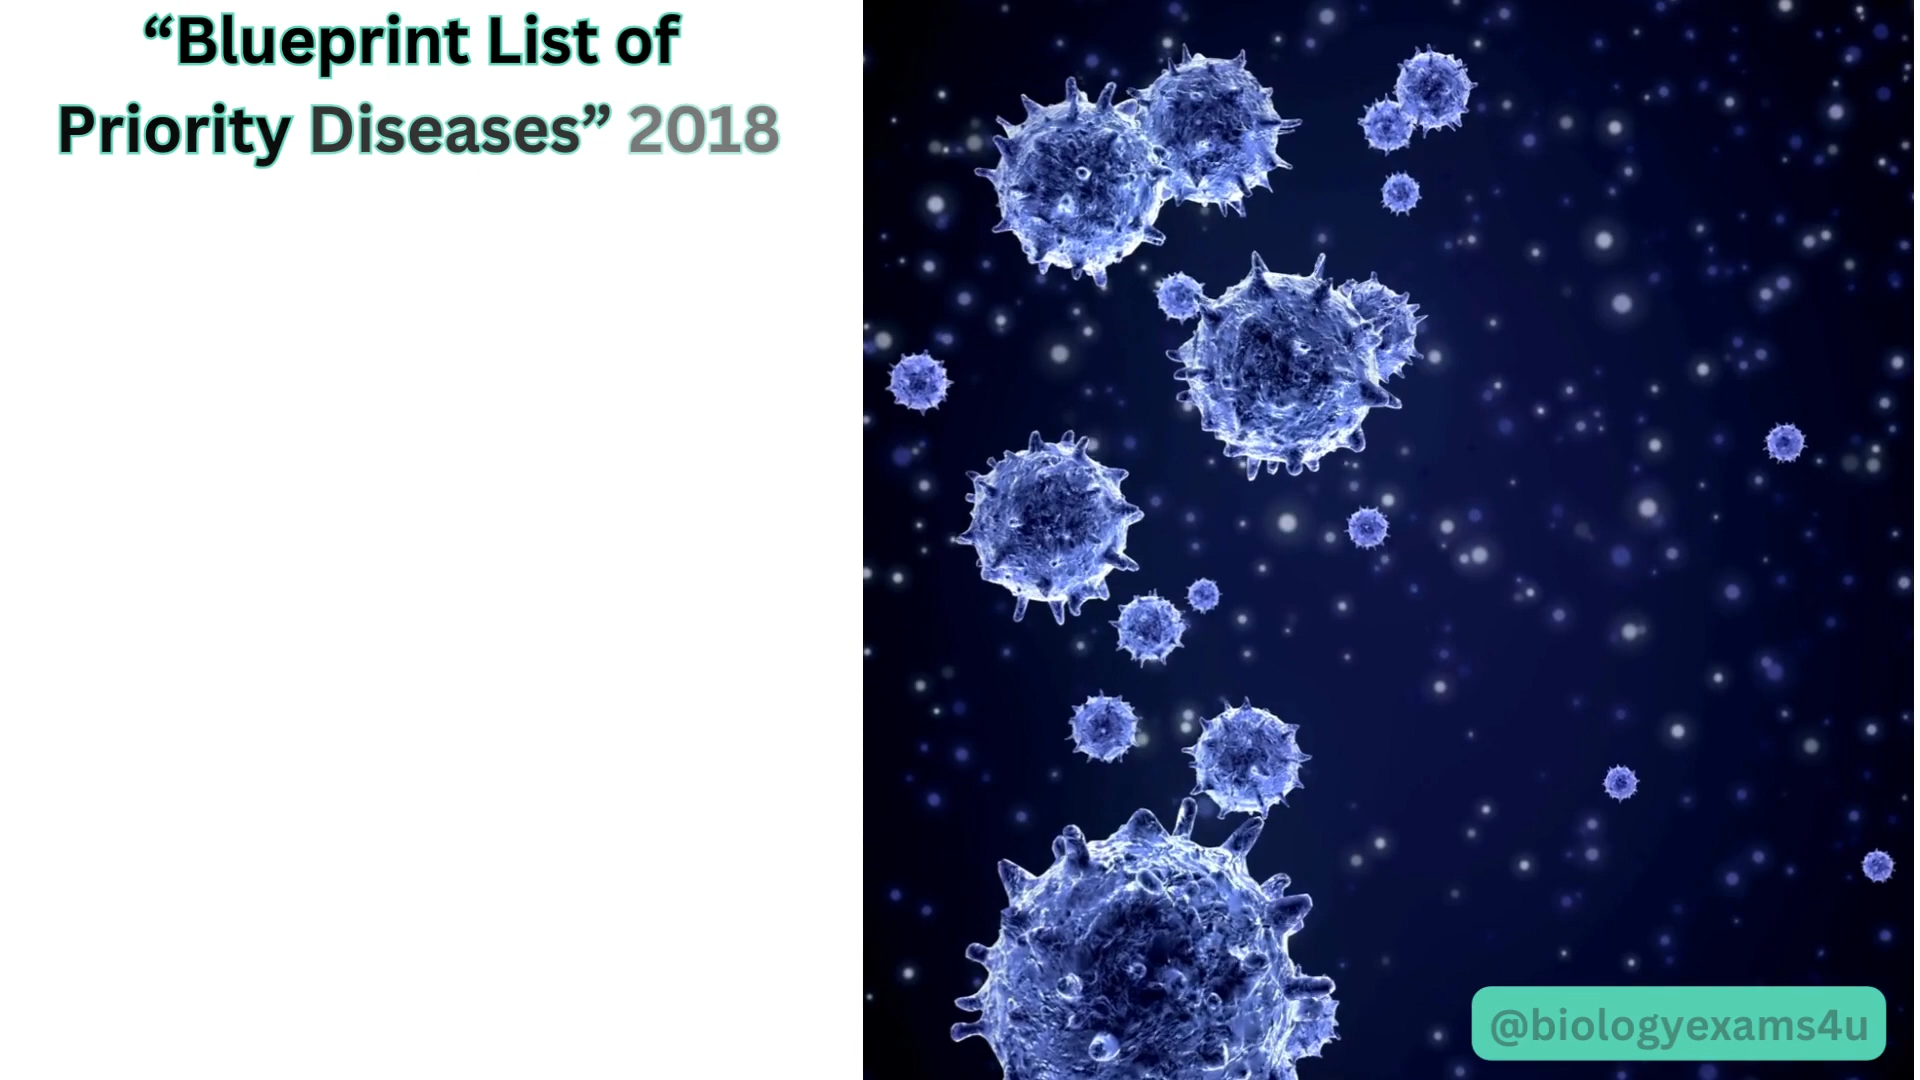 “Blueprint List of
Priority Diseases” 2018
@biologyexams4u